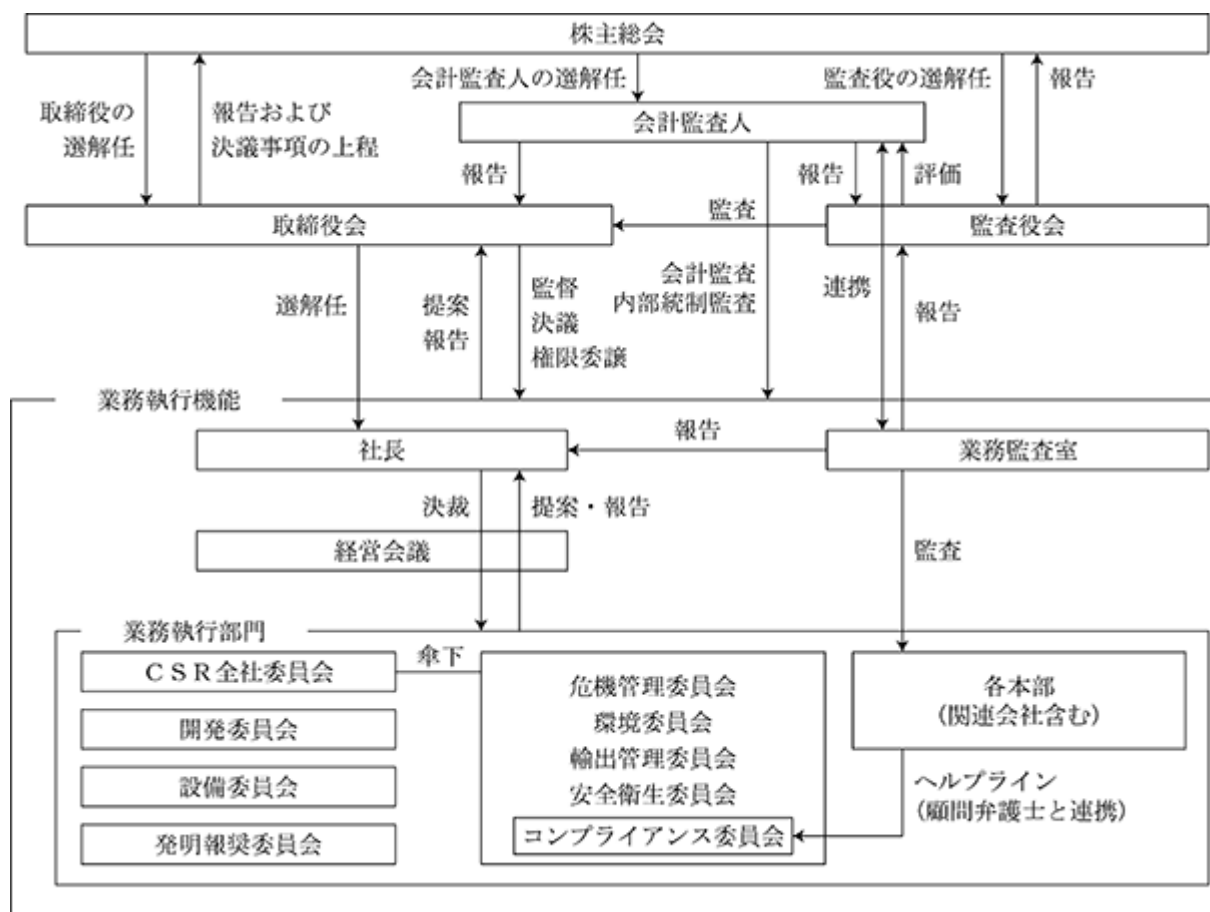 株主総会
会計監査人の選解任
監査役の選解任
報告
取締役の
選解任
報告および
決議事項の上程
会計監査人
報告
報告
評価
取締役会
監査
監査役会
選解任
提案
報告
監督
決議
権限委譲
会計監査
内部統制監査
連携
報告
業務執行機能
社長
報告
業務監査室
決裁
提案・報告
経営会議
監査
業務執行部門
CSR全社委員会
傘下
開発委員会
設備委員会
発明報奨委員会
危機管理委員会
環境委員会
輸出管理委員会
安全衛生委員会
コンプライアンス委員会
各本部
(関連会社含む)
ヘルプライン
(顧問弁護士と連携)